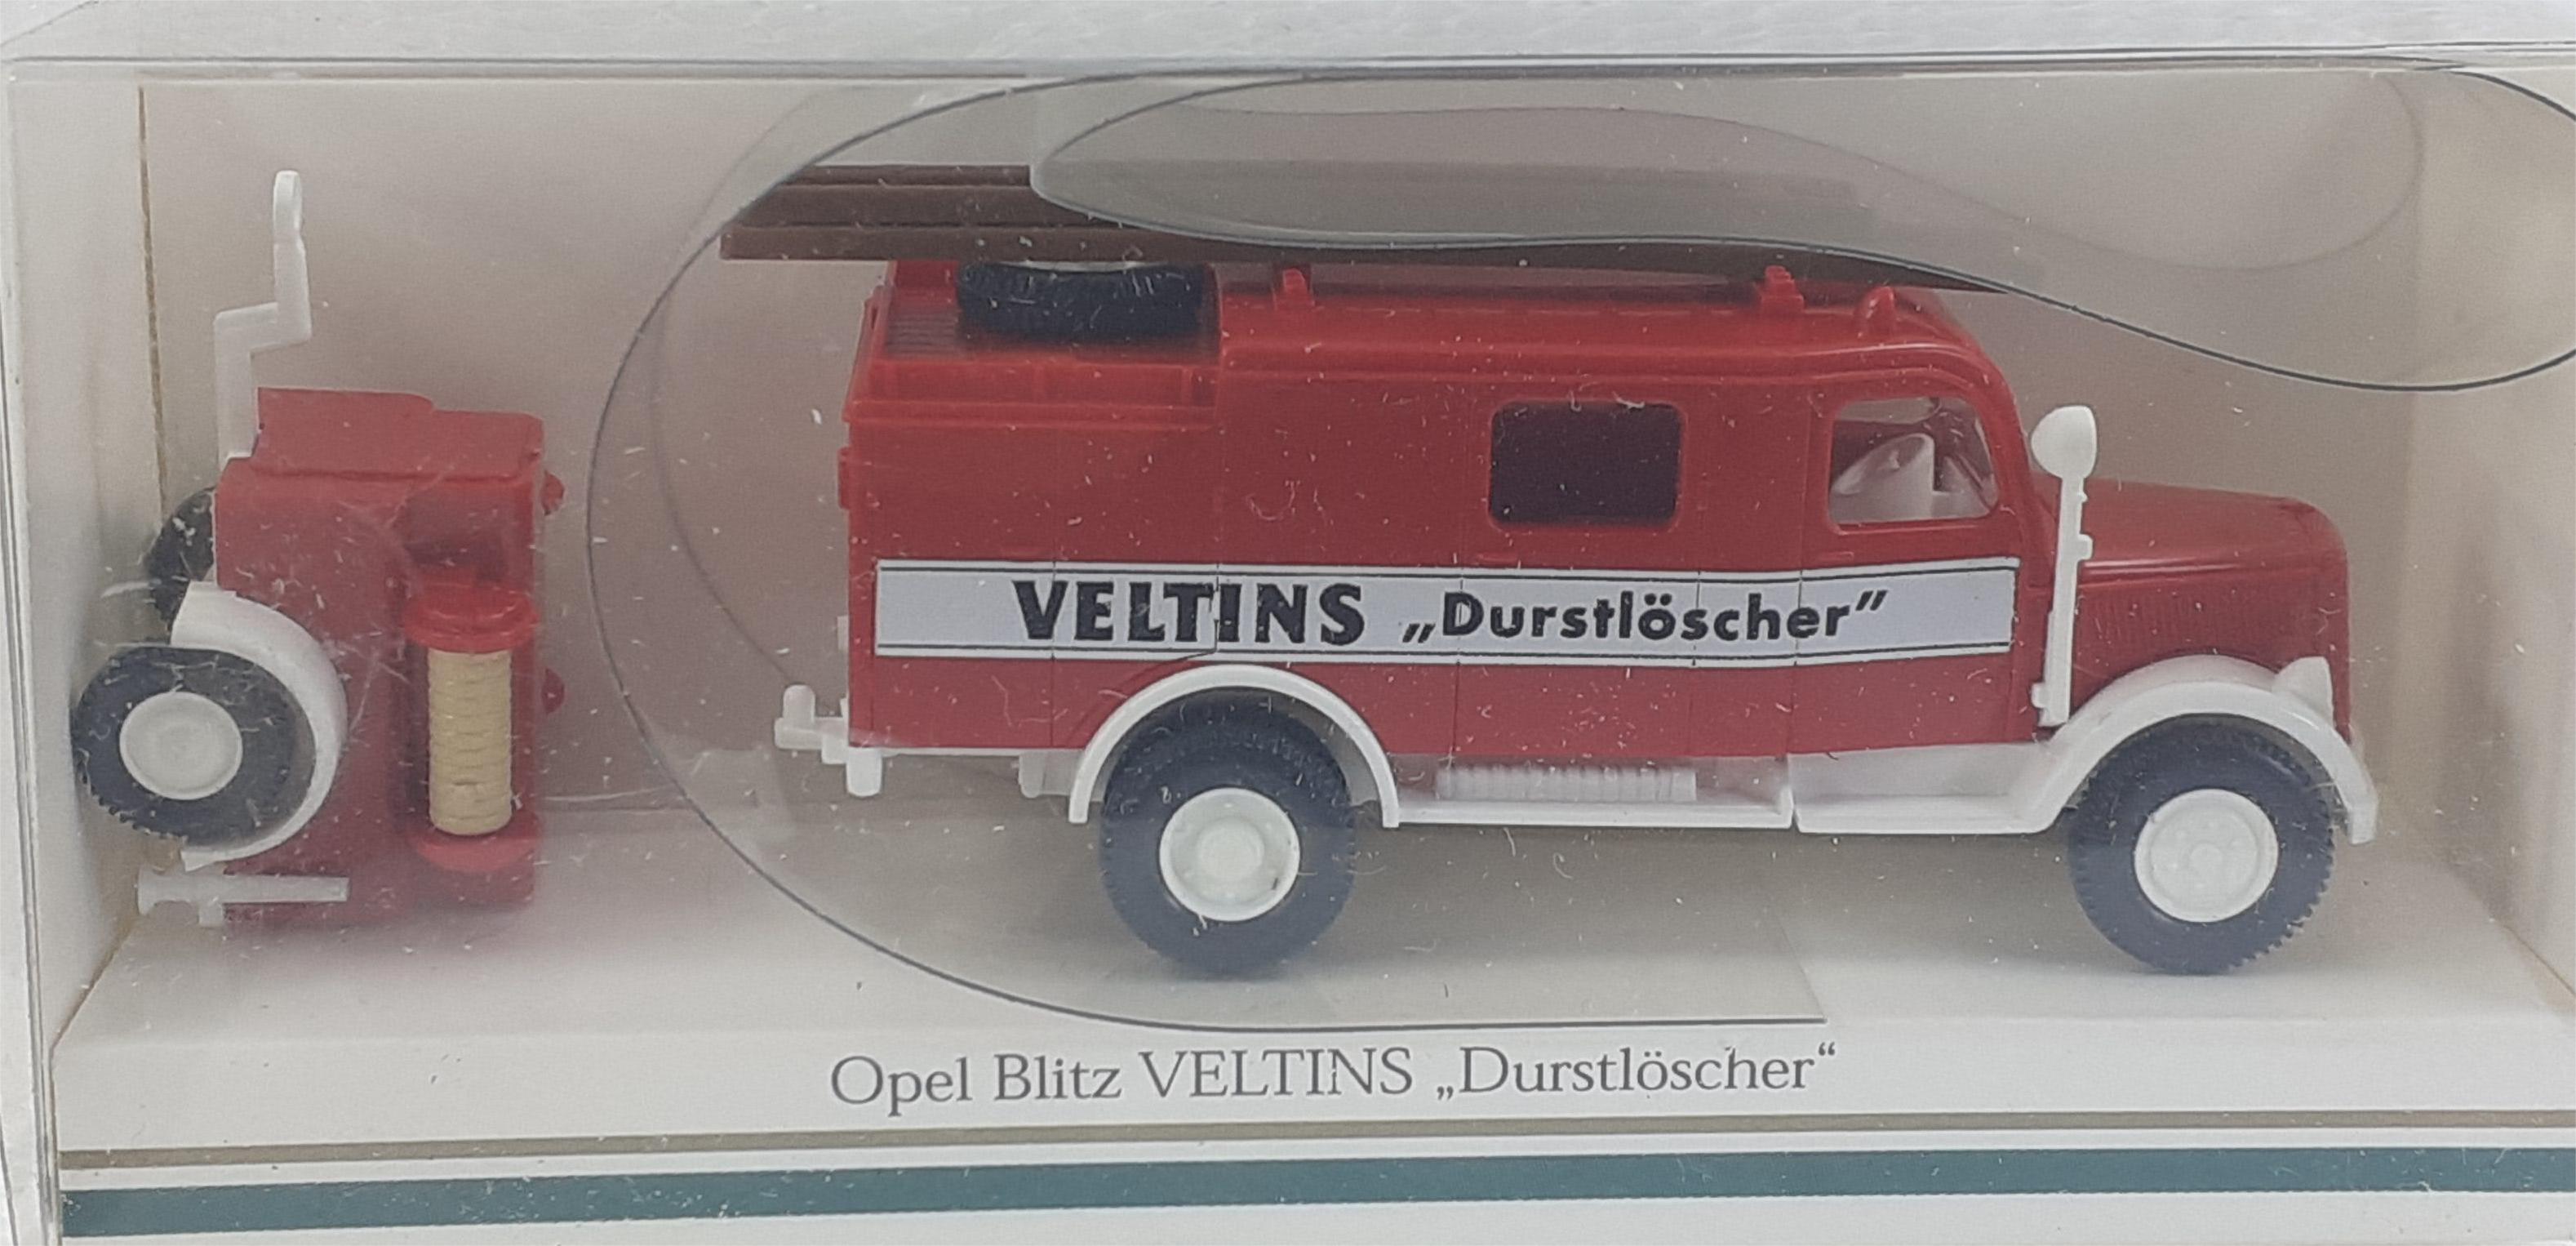 VELTINS „Durstlöscher”
Opel Blitz VELTINS „Durstlöscher“